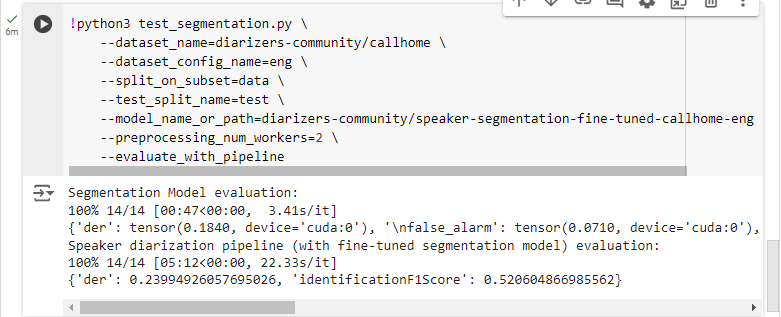 6m
!python3 test_segmentation.py \
--dataset_name=diarizers-community/callhome \
--dataset_config_name=eng \
--split_on_subset=data \
--test_split_name=test \
--model_name_or_path=diarizers-community/speaker-segmentation-fine-tuned-callhome-eng
--preprocessing_num_workers=2 \
--evaluate_with_pipeline
Segmentation Model evaluation:
100% 14/14 [00:47<00:00,  3.41s/it]
{'der': tensor(0.1840, device='cuda:0'), '\nfalse_alarm': tensor(0.0710, device='cuda:0'),
Speaker diarization pipeline (with fine-tuned segmentation model) evaluation:
100% 14/14 [05:12<00:00, 22.33s/it]
{'der': 0.23994926057695026, 'identificationF1Score': 0.520604866985562}